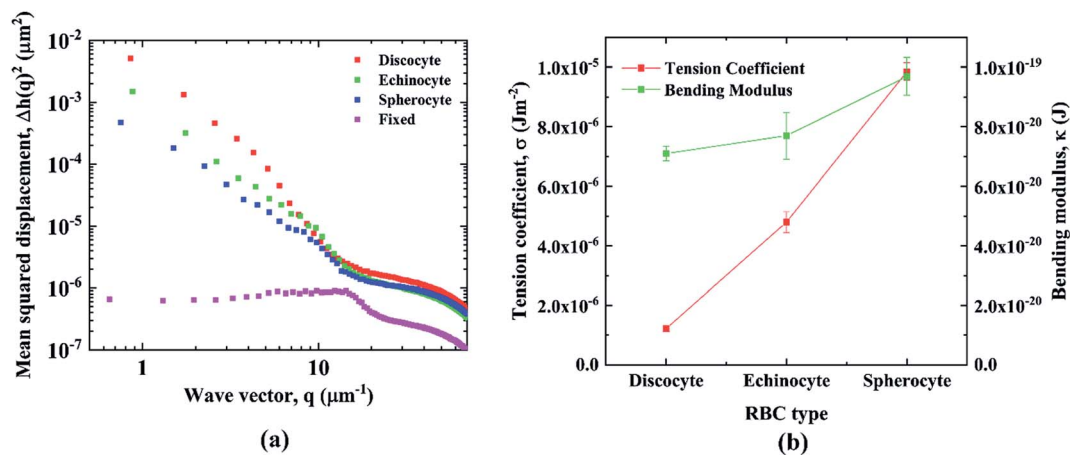 10⁻²
10⁻³
10⁻⁴
10⁻⁵
10⁻⁶
10⁻⁷
Mean squared displacement, Δh(q)² (μm²)
Discocyte
Echinocyte
Spherocyte
Fixed
1 10
Wave vector, q (μm⁻¹)
(a)
1.0x10⁻⁵
8.0x10⁻⁶
6.0x10⁻⁶
4.0x10⁻⁶
2.0x10⁻⁶
0.0
Tension coefficient, σ (Jm⁻²)
Tension Coefficient
Bending Modulus
1.0x10⁻¹⁹
8.0x10⁻²⁰
6.0x10⁻²⁰
4.0x10⁻²⁰
2.0x10⁻²⁰
0.0
Bending modulus, κ (J)
Discocyte Echinocyte Spherocyte
RBC type
(b)